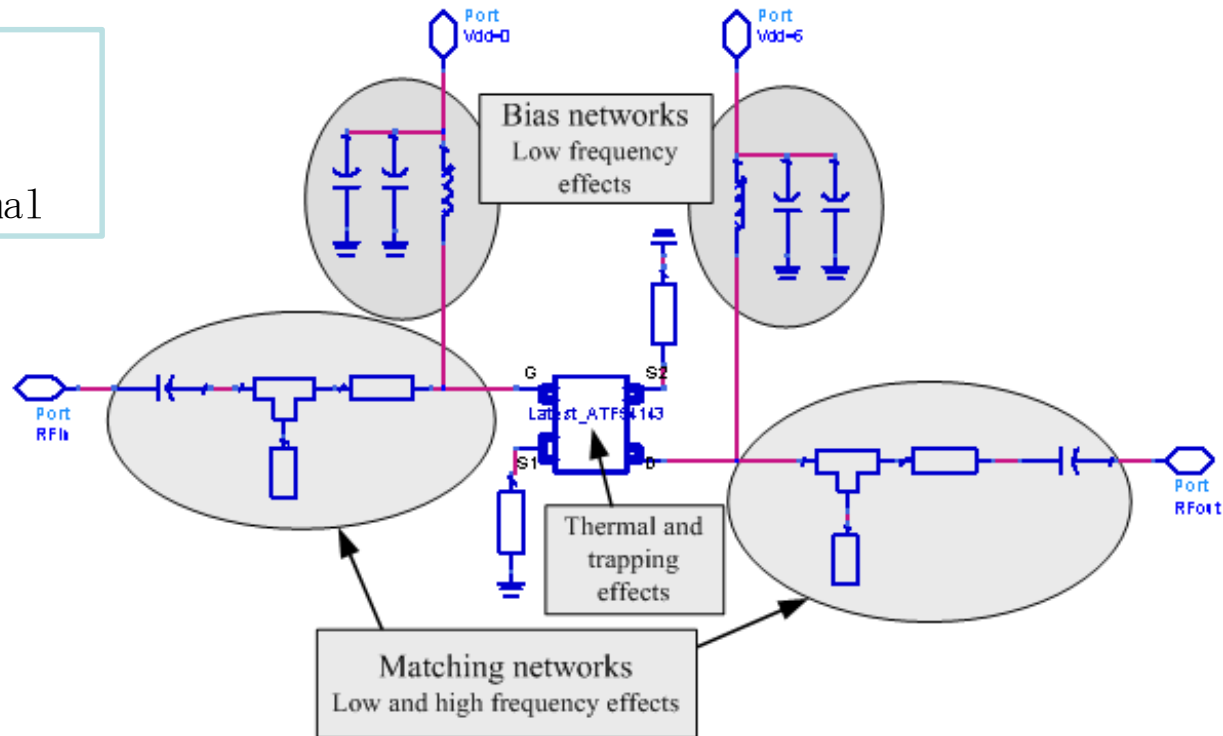 Port
Vdd=0
Port
Vdd=6
Bias networks
Low frequency
effects
G
S2
Latest_ATF54143
S1
D
Port
RFin
Port
RFout
Thermal and
trapping
effects
Matching networks
Low and high frequency effects